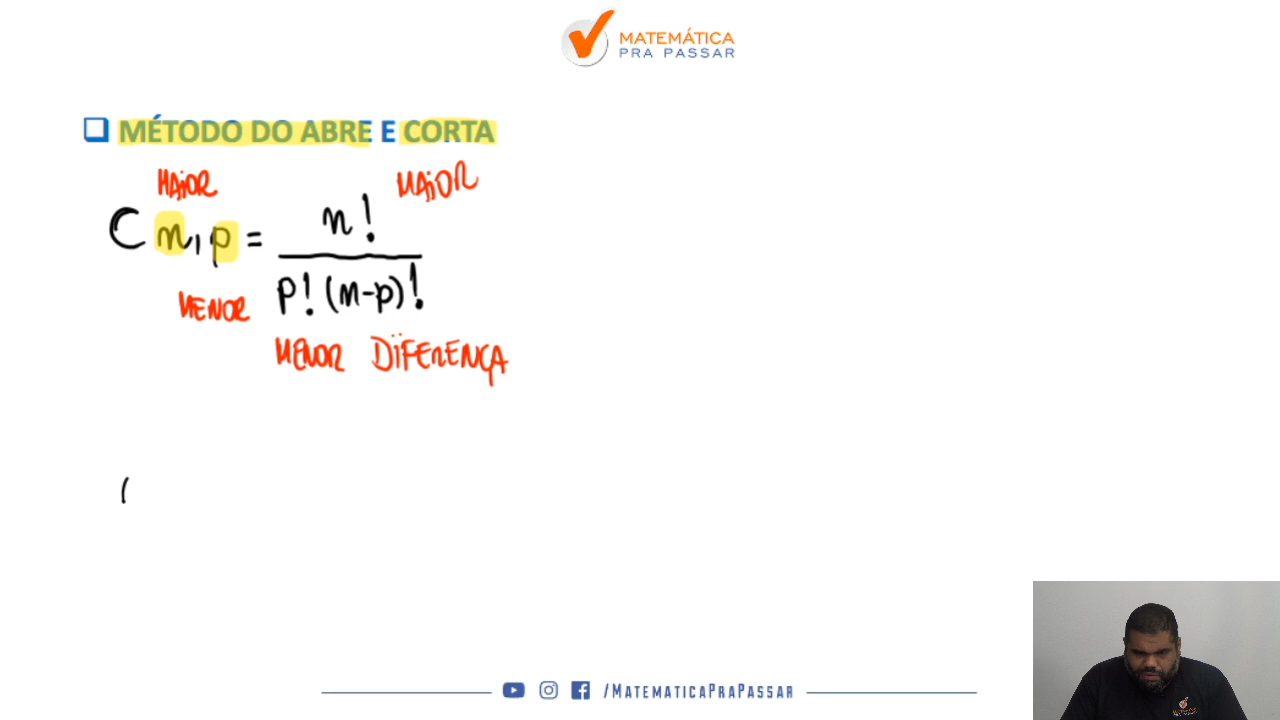 MATEMÁTICA
PRA PASSAR
MÉTODO DO ABRE E CORTA
MAIOR
MAIOR
C n,p = n! / p!(n-p)!
MENOR
MENOR DIFERENÇA
(
/MATEMATICAPRAPASSAR